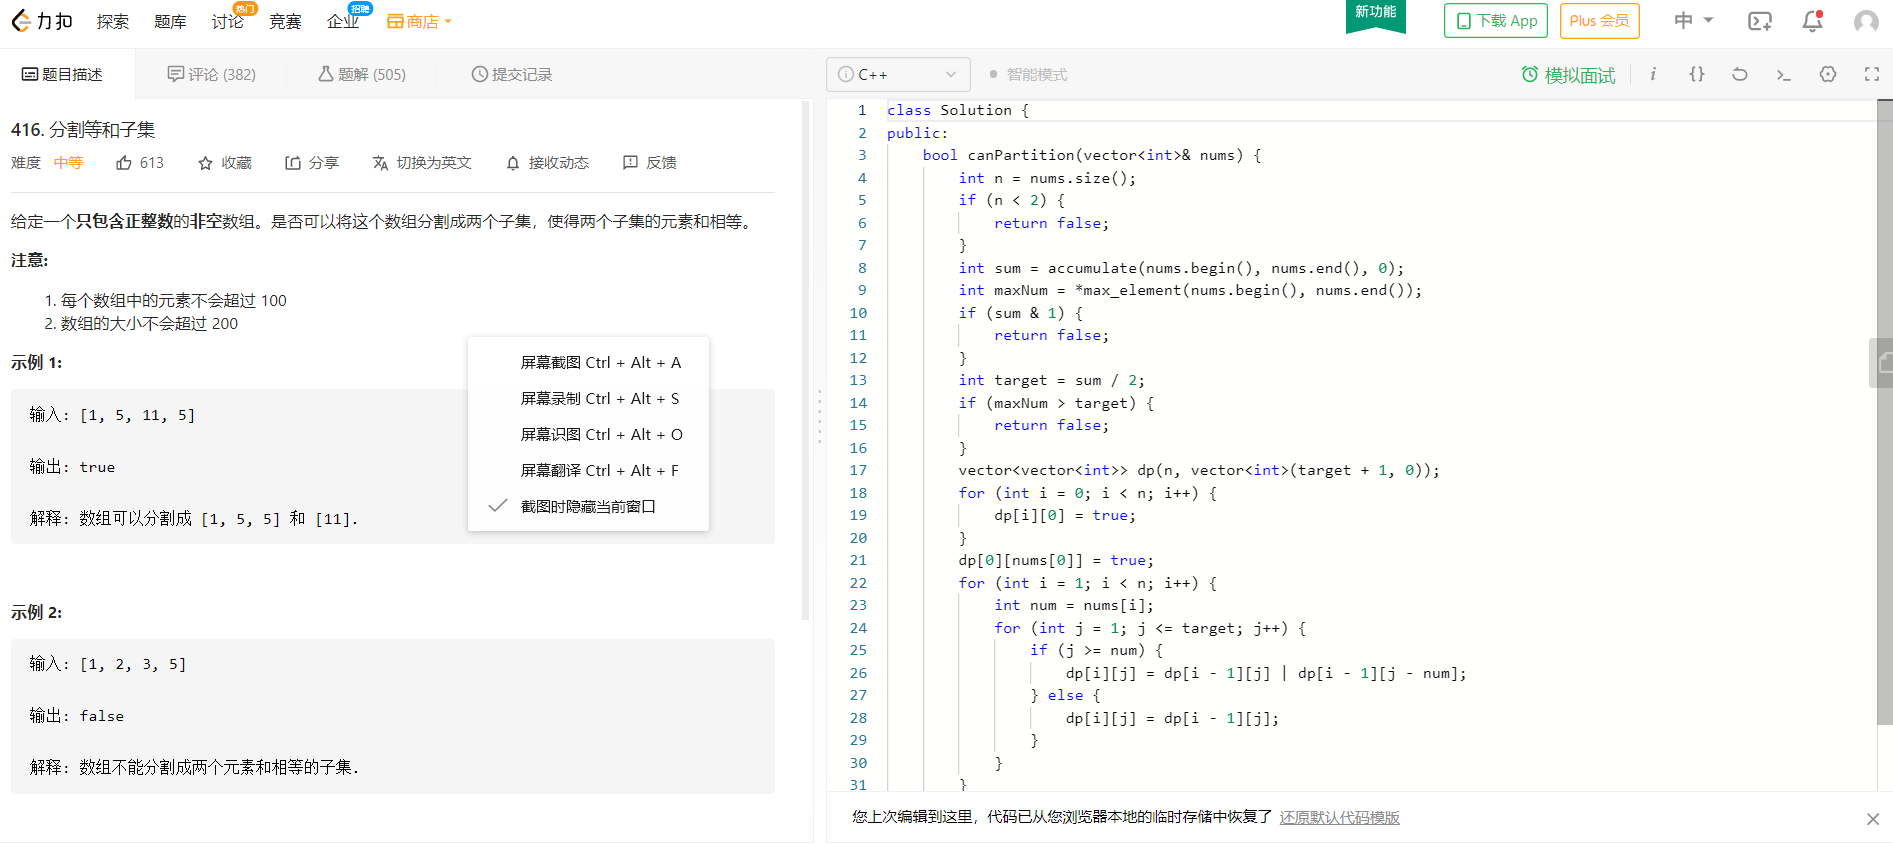 力扣 探索 题库 讨论 热门 竞赛 企业 招聘 商店 新功能 下载 App Plus 会员 中
题目描述 评论 (382) 题解 (505) 提交记录
416. 分割等和子集
难度 中等 613 收藏 分享 切换为英文 接收动态 反馈
给定一个只包含正整数的非空数组。是否可以将这个数组分割成两个子集，使得两个子集的元素和相等。
注意:
1. 每个数组中的元素不会超过 100
2. 数组的大小不会超过 200
示例 1:
输入: [1, 5, 11, 5]
输出: true
解释: 数组可以分割成 [1, 5, 5] 和 [11].
示例 2:
输入: [1, 2, 3, 5]
输出: false
解释: 数组不能分割成两个元素和相等的子集.
屏幕截图 Ctrl + Alt + A
屏幕录制 Ctrl + Alt + S
屏幕识图 Ctrl + Alt + O
屏幕翻译 Ctrl + Alt + F
截图时隐藏当前窗口
C++ 智能模式 模拟面试
1 class Solution {
2 public:
3 bool canPartition(vector<int>& nums) {
4 int n = nums.size();
5 if (n < 2) {
6 return false;
7 }
8 int sum = accumulate(nums.begin(), nums.end(), 0);
9 int maxNum = *max_element(nums.begin(), nums.end());
10 if (sum & 1) {
11 return false;
12 }
13 int target = sum / 2;
14 if (maxNum > target) {
15 return false;
16 }
17 vector<vector<int>> dp(n, vector<int>(target + 1, 0));
18 for (int i = 0; i < n; i++) {
19 dp[i][0] = true;
20 }
21 dp[0][nums[0]] = true;
22 for (int i = 1; i < n; i++) {
23 int num = nums[i];
24 for (int j = 1; j <= target; j++) {
25 if (j >= num) {
26 dp[i][j] = dp[i - 1][j] | dp[i - 1][j - num];
27 } else {
28 dp[i][j] = dp[i - 1][j];
29 }
30 }
31 }
您上次编辑到这里，代码已从您浏览器本地的临时存储中恢复了 还原默认代码模版